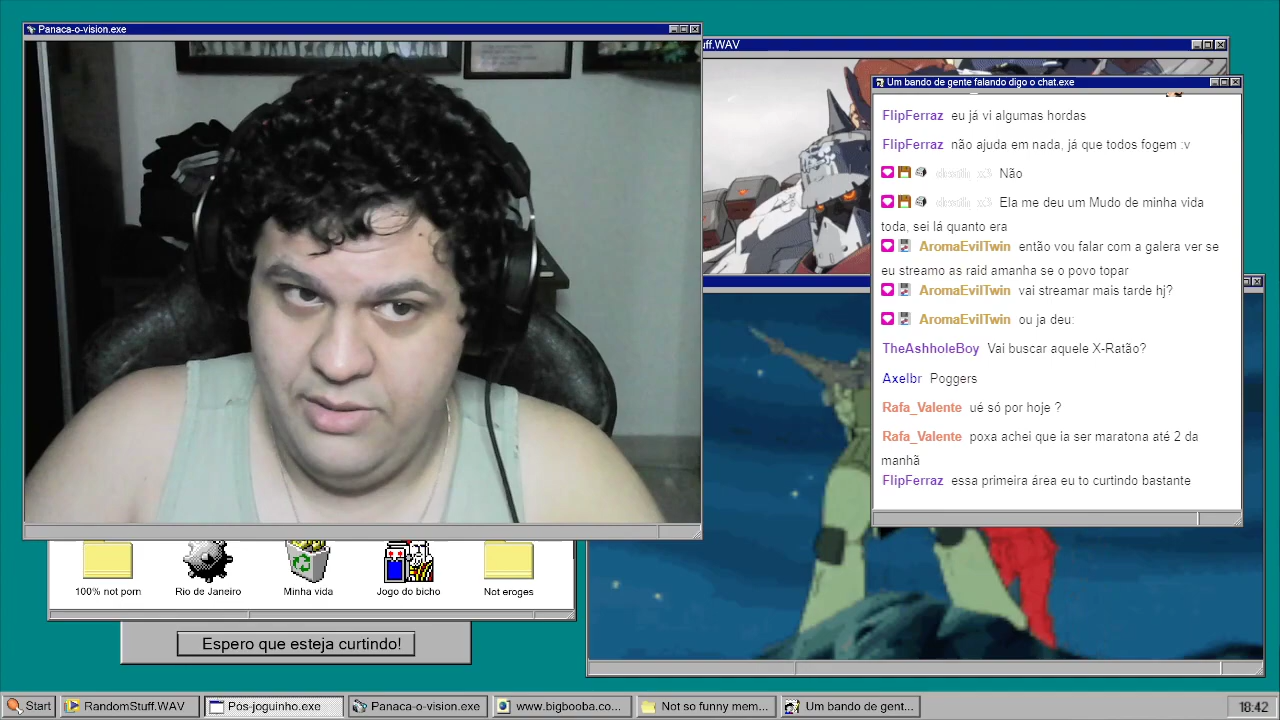 Panaca-o-vision.exe
uff.WAV
Um bando de gente falando digo o chat.exe
FlipFerraz eu já vi algumas hordas
FlipFerraz não ajuda em nada, já que todos fogem :v
death x3 Não
death x3 Ela me deu um Mudo de minha vida
toda, sei lá quanto era
AromaEvilTwin então vou falar com a galera ver se
eu streamo as raid amanha se o povo topar
AromaEvilTwin vai streamar mais tarde hj?
AromaEvilTwin ou ja deu:
TheAshholeBoy Vai buscar aquele X-Ratão?
Axelbr Poggers
Rafa_Valente ué só por hoje ?
Rafa_Valente poxa achei que ia ser maratona até 2 da
manhã
FlipFerraz essa primeira área eu to curtindo bastante
100% not porn
Rio de Janeiro
Minha vida
Jogo do bicho
Not eroges
Espero que esteja curtindo!
Start
RandomStuff.WAV
Pós-joguinho.exe
Panaca-o-vision.exe
www.bigbooba.co...
Not so funny mem...
Um bando de gent...
18:42